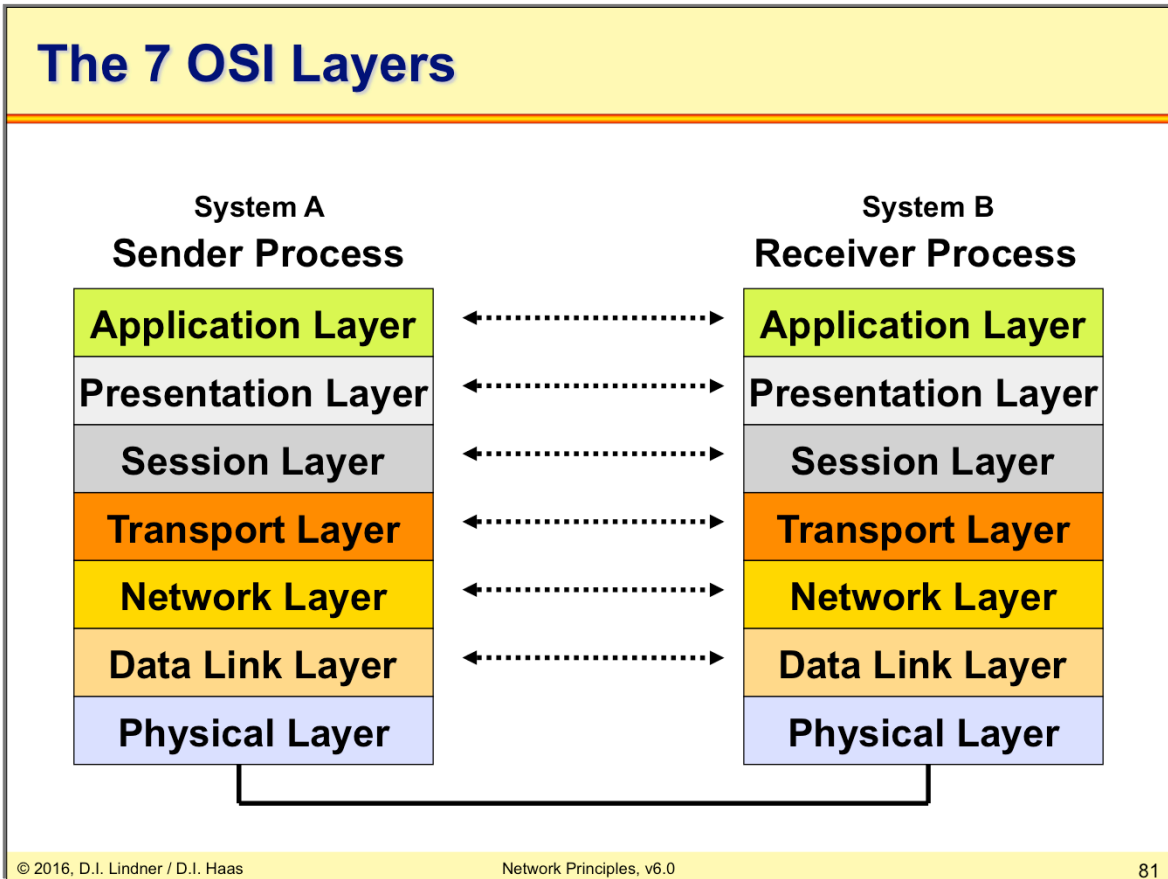 The 7 OSI Layers
System A
Sender Process
Application Layer
Presentation Layer
Session Layer
Transport Layer
Network Layer
Data Link Layer
Physical Layer
System B
Receiver Process
Application Layer
Presentation Layer
Session Layer
Transport Layer
Network Layer
Data Link Layer
Physical Layer
© 2016, D.I. Lindner / D.I. Haas
Network Principles, v6.0
81